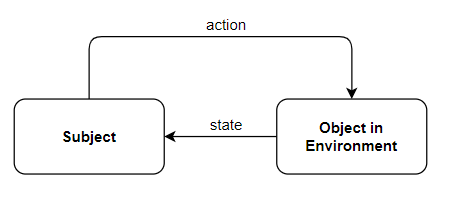 action
Subject
state
Object in
Environment